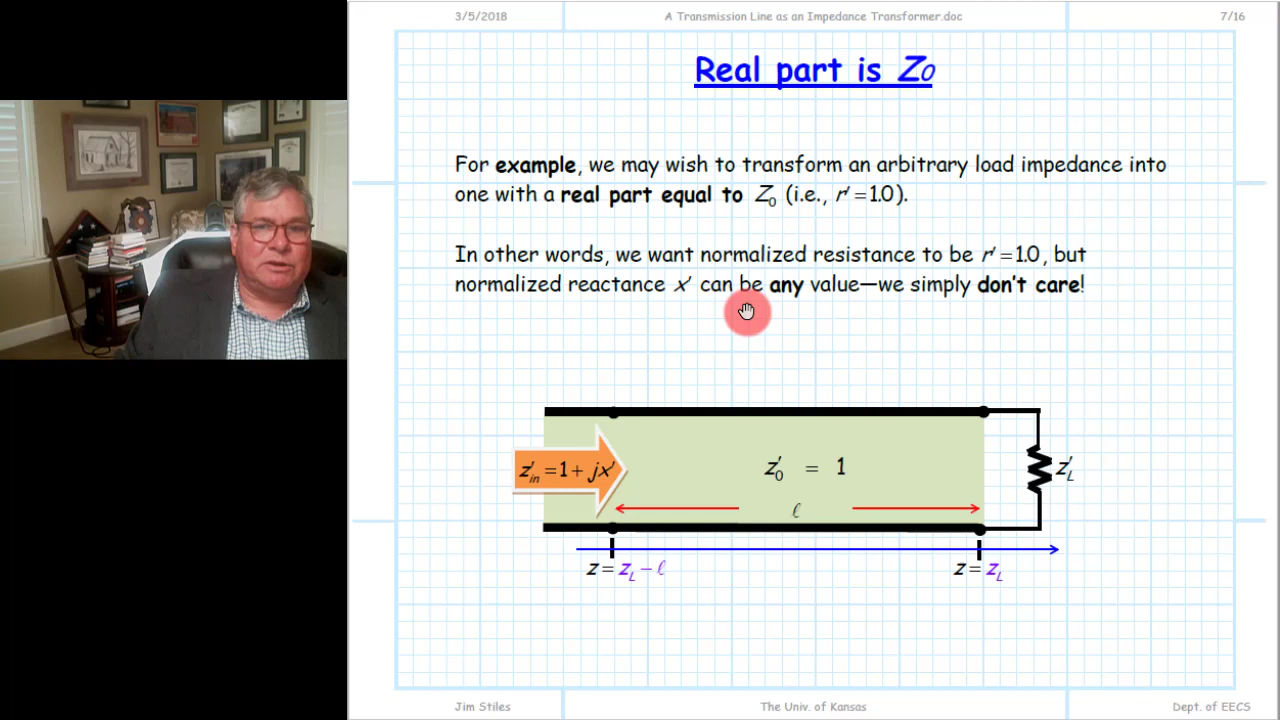 3/5/2018 A Transmission Line as an Impedance Transformer.doc 7/16
Real part is Z₀
For example, we may wish to transform an arbitrary load impedance into
one with a real part equal to Z₀ (i.e., r′ = 1.0).
In other words, we want normalized resistance to be r′ = 1.0, but
normalized reactance x′ can be any value—we simply don't care!
z′in = 1 + jx′
z′₀ = 1
z′L
ℓ
z = zL − ℓ
z = zL
Jim Stiles The Univ. of Kansas Dept. of EECS